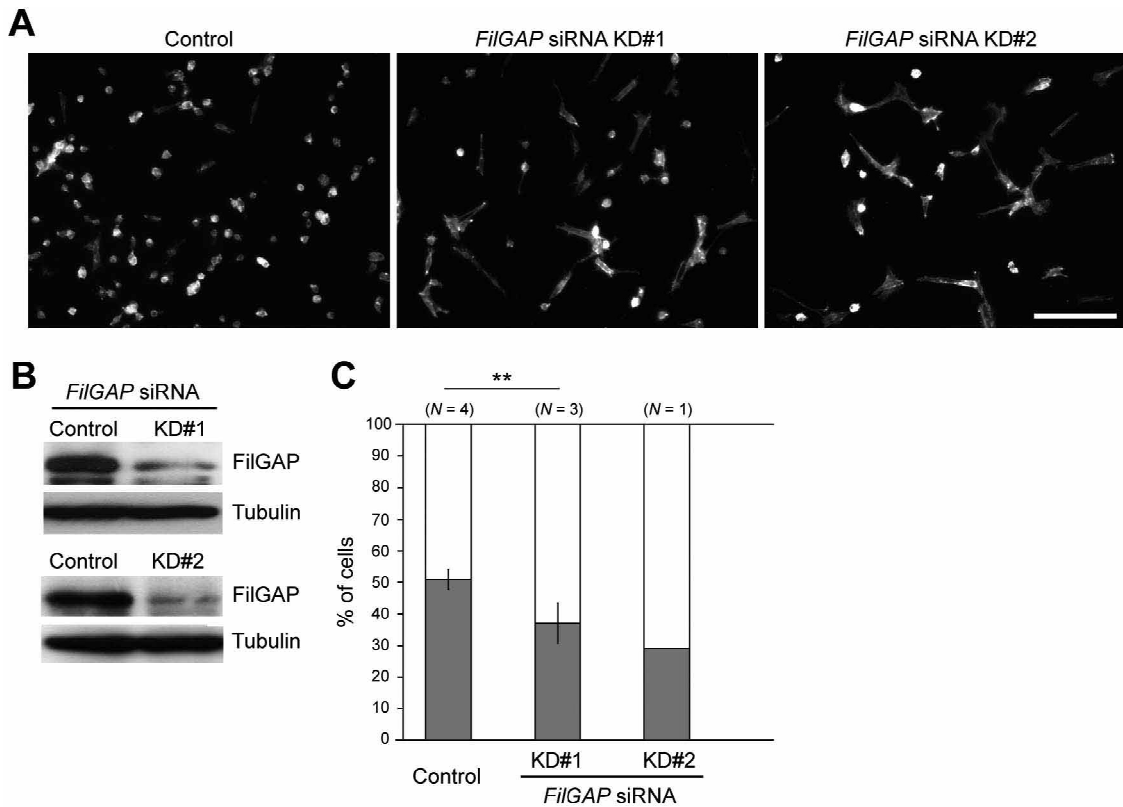 A
Control
FilGAP siRNA KD#1
FilGAP siRNA KD#2
B
FilGAP siRNA
Control KD#1
FilGAP
Tubulin
Control KD#2
FilGAP
Tubulin
C
**
(N = 4) (N = 3) (N = 1)
100
90
80
70
60
50
40
30
20
10
0
% of cells
Control
KD#1 KD#2
FilGAP siRNA